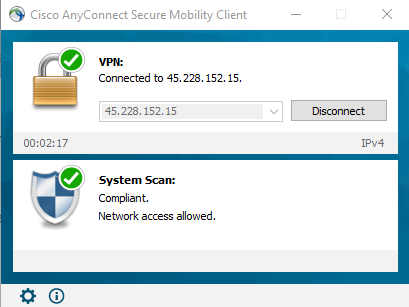 Cisco AnyConnect Secure Mobility Client
VPN:
Connected to 45.228.152.15.
45.228.152.15
Disconnect
00:02:17
IPv4
System Scan:
Compliant.
Network access allowed.